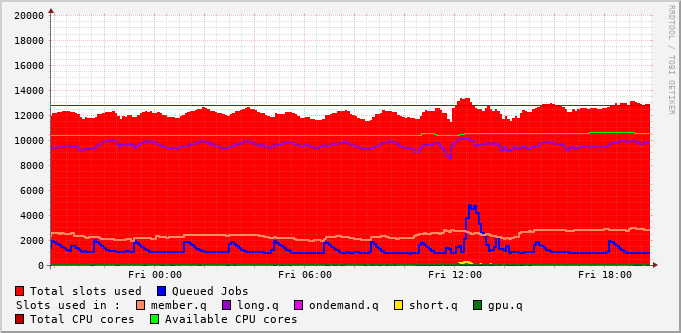 20000
18000
16000
14000
12000
10000
8000
6000
4000
2000
0
Fri 00:00 Fri 06:00 Fri 12:00 Fri 18:00
RRDTOOL / TOBI OETIKER
Total slots used Queued Jobs
Slots used in : member.q long.q ondemand.q short.q gpu.q
Total CPU cores Available CPU cores